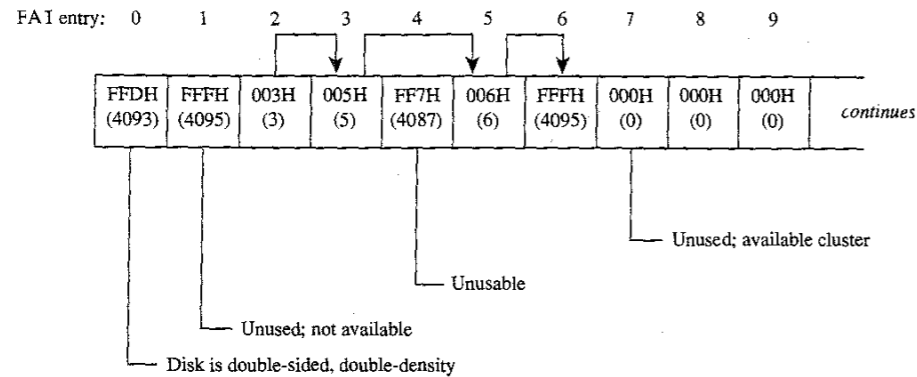 FAT entry: 0 1 2 3 4 5 6 7 8 9
FFDH FFFH 003H 005H FF7H 006H FFFH 000H 000H 000H
(4093) (4095) (3) (5) (4087) (6) (4095) (0) (0) (0)
continues
Unused; available cluster
Unusable
Unused; not available
Disk is double-sided, double-density